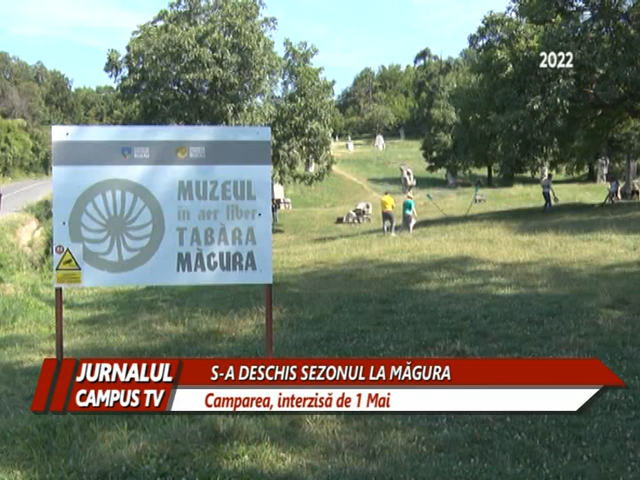 2022
MUZEUL
în aer liber
TABĂRA
MĂGURA
JURNALUL
CAMPUS TV
S-A DESCHIS SEZONUL LA MĂGURA
Camparea, interzisă de 1 Mai